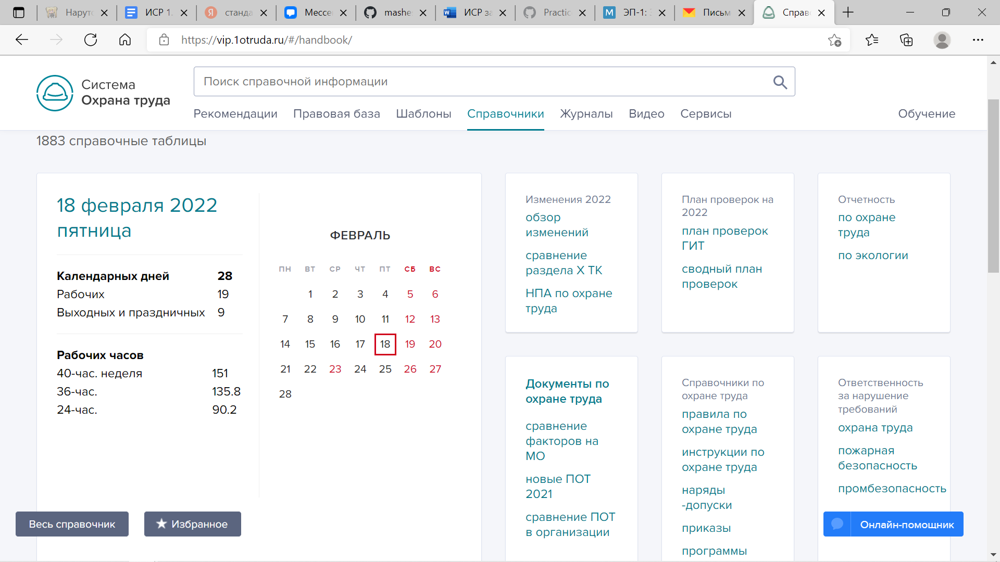 Наруто
ИСР 1.
станда
Мессе
mashe
ИСР за
Practic
ЭП-1:
Письм
Справ
https://vip.1otruda.ru/#/handbook/
Система
Охрана труда
Поиск справочной информации
Рекомендации
Правовая база
Шаблоны
Справочники
Журналы
Видео
Сервисы
Обучение
1883 справочные таблицы
18 февраля 2022
пятница
Календарных дней 28
Рабочих 19
Выходных и праздничных 9
Рабочих часов
40-час. неделя 151
36-час. 135.8
24-час. 90.2
ФЕВРАЛЬ
ПН ВТ СР ЧТ ПТ СБ ВС
1 2 3 4 5 6
7 8 9 10 11 12 13
14 15 16 17 18 19 20
21 22 23 24 25 26 27
28
Изменения 2022
обзор
изменений
сравнение
раздела X ТК
НПА по охране
труда
План проверок на
2022
план проверок
ГИТ
сводный план
проверок
Отчетность
по охране
труда
по экологии
Документы по
охране труда
сравнение
факторов на
МО
новые ПОТ
2021
сравнение ПОТ
в организации
Справочники по
охране труда
правила по
охране труда
инструкции по
охране труда
наряды
-допуски
приказы
программы
Ответственность
за нарушение
требований
охрана труда
пожарная
безопасность
промбезопасность
Весь справочник
Избранное
Онлайн-помощник